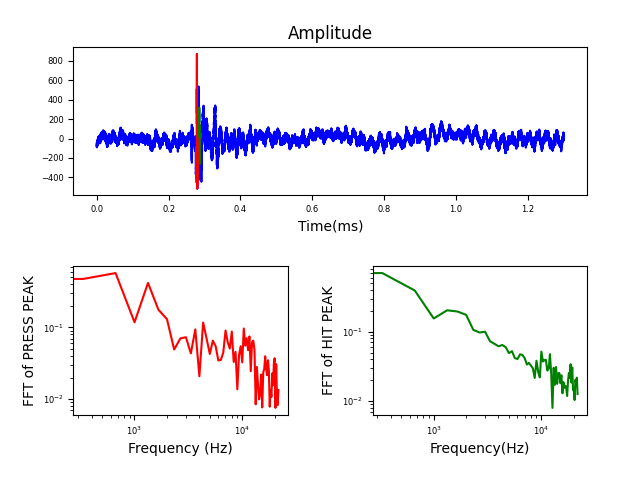 Amplitude
800
600
400
200
0
−200
−400
0.0 0.2 0.4 0.6 0.8 1.0 1.2
Time(ms)
FFT of PRESS PEAK
10⁻¹
10⁻²
10³ 10⁴
Frequency (Hz)
FFT of HIT PEAK
10⁻¹
10⁻²
10³ 10⁴
Frequency(Hz)